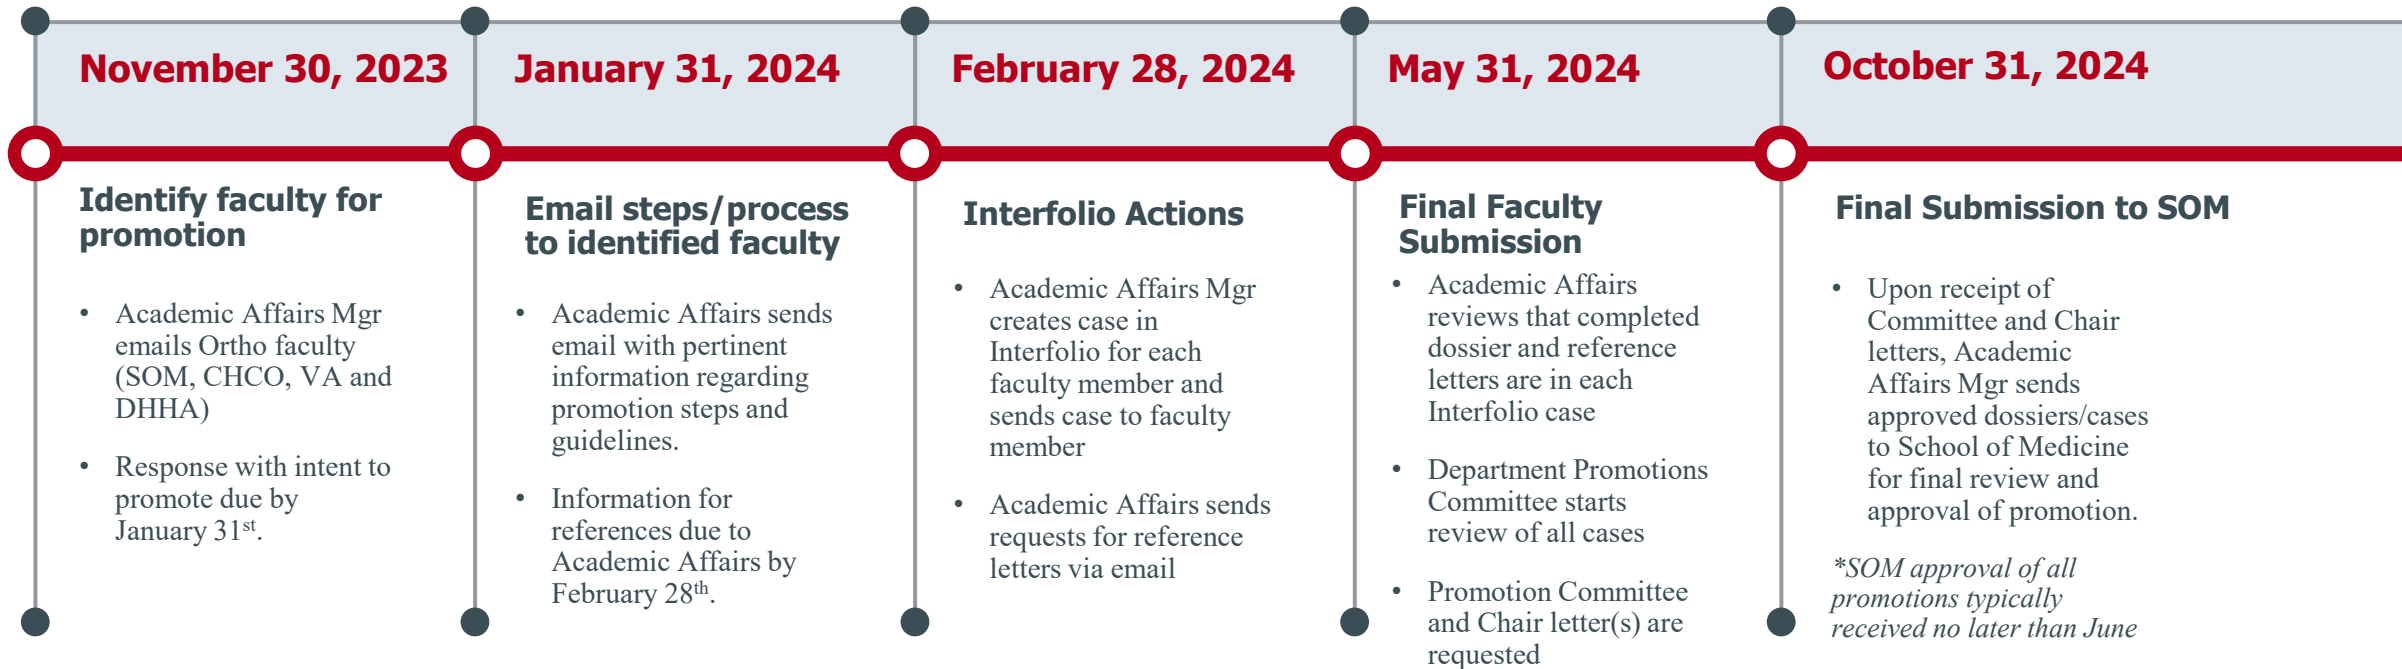 November 30, 2023
Identify faculty for
promotion
• Academic Affairs Mgr
emails Ortho faculty
(SOM, CHCO, VA and
DHHA)
• Response with intent to
promote due by
January 31st.
January 31, 2024
Email steps/process
to identified faculty
• Academic Affairs sends
email with pertinent
information regarding
promotion steps and
guidelines.
• Information for
references due to
Academic Affairs by
February 28th.
February 28, 2024
Interfolio Actions
• Academic Affairs Mgr
creates case in
Interfolio for each
faculty member and
sends case to faculty
member
• Academic Affairs sends
requests for reference
letters via email
May 31, 2024
Final Faculty
Submission
• Academic Affairs
reviews that completed
dossier and reference
letters are in each
Interfolio case
• Department Promotions
Committee starts
review of all cases
• Promotion Committee
and Chair letter(s) are
requested
October 31, 2024
Final Submission to SOM
• Upon receipt of
Committee and Chair
letters, Academic
Affairs Mgr sends
approved dossiers/cases
to School of Medicine
for final review and
approval of promotion.
*SOM approval of all
promotions typically
received no later than June